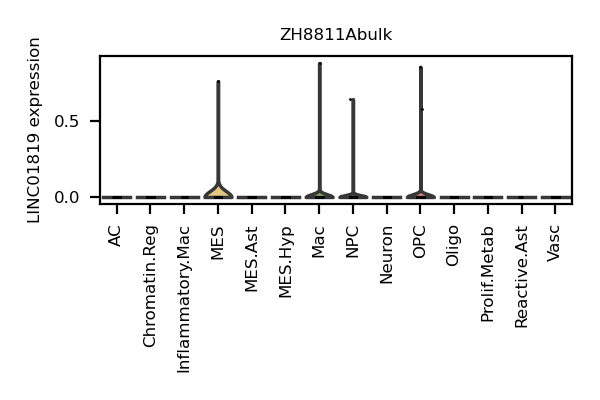 ZH8811Abulk
LINC01819 expression
0.5
0.0
AC
Chromatin.Reg
Inflammatory.Mac
MES
MES.Ast
MES.Hyp
Mac
NPC
Neuron
OPC
Oligo
Prolif.Metab
Reactive.Ast
Vasc